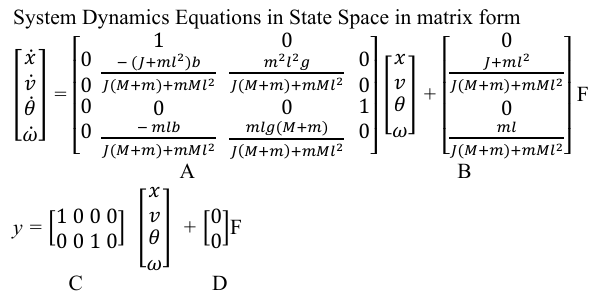 System Dynamics Equations in State Space in matrix form
[ẋ v̇ θ̇ ω̇] = [0 1 0 0; 0 −(J+ml²)b/J(M+m)+mMl² m²l²g/J(M+m)+mMl² 0; 0 0 0 1; 0 −mlb/J(M+m)+mMl² mlg(M+m)/J(M+m)+mMl² 0] [x v θ ω] + [0; J+ml²/J(M+m)+mMl²; 0; ml/J(M+m)+mMl²] F
A B
y = [1 0 0 0; 0 0 1 0] [x v θ ω] + [0; 0]F
C D